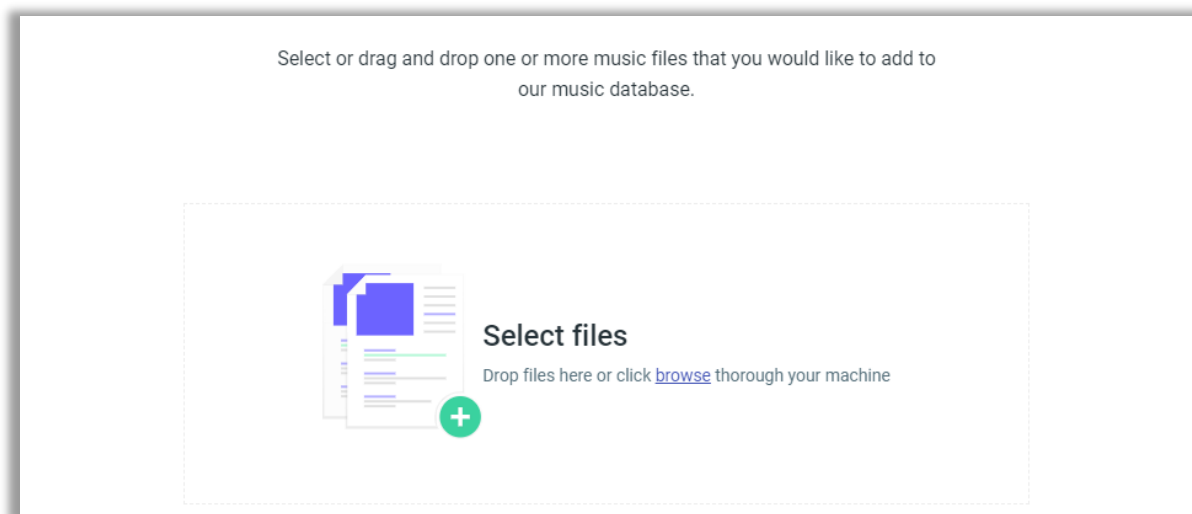 Select or drag and drop one or more music files that you would like to add to
our music database.
Select files
Drop files here or click browse thorough your machine